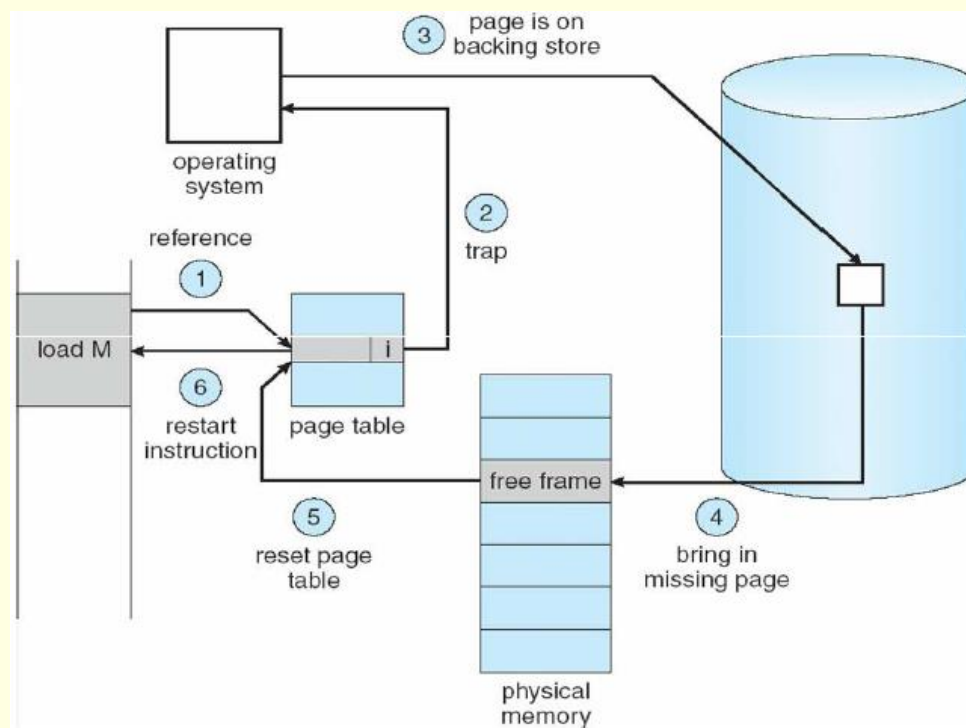 3
page is on
backing store
operating
system
2
trap
reference
1
load M
i
6
restart
instruction
page table
free frame
5
reset page
table
4
bring in
missing page
physical
memory